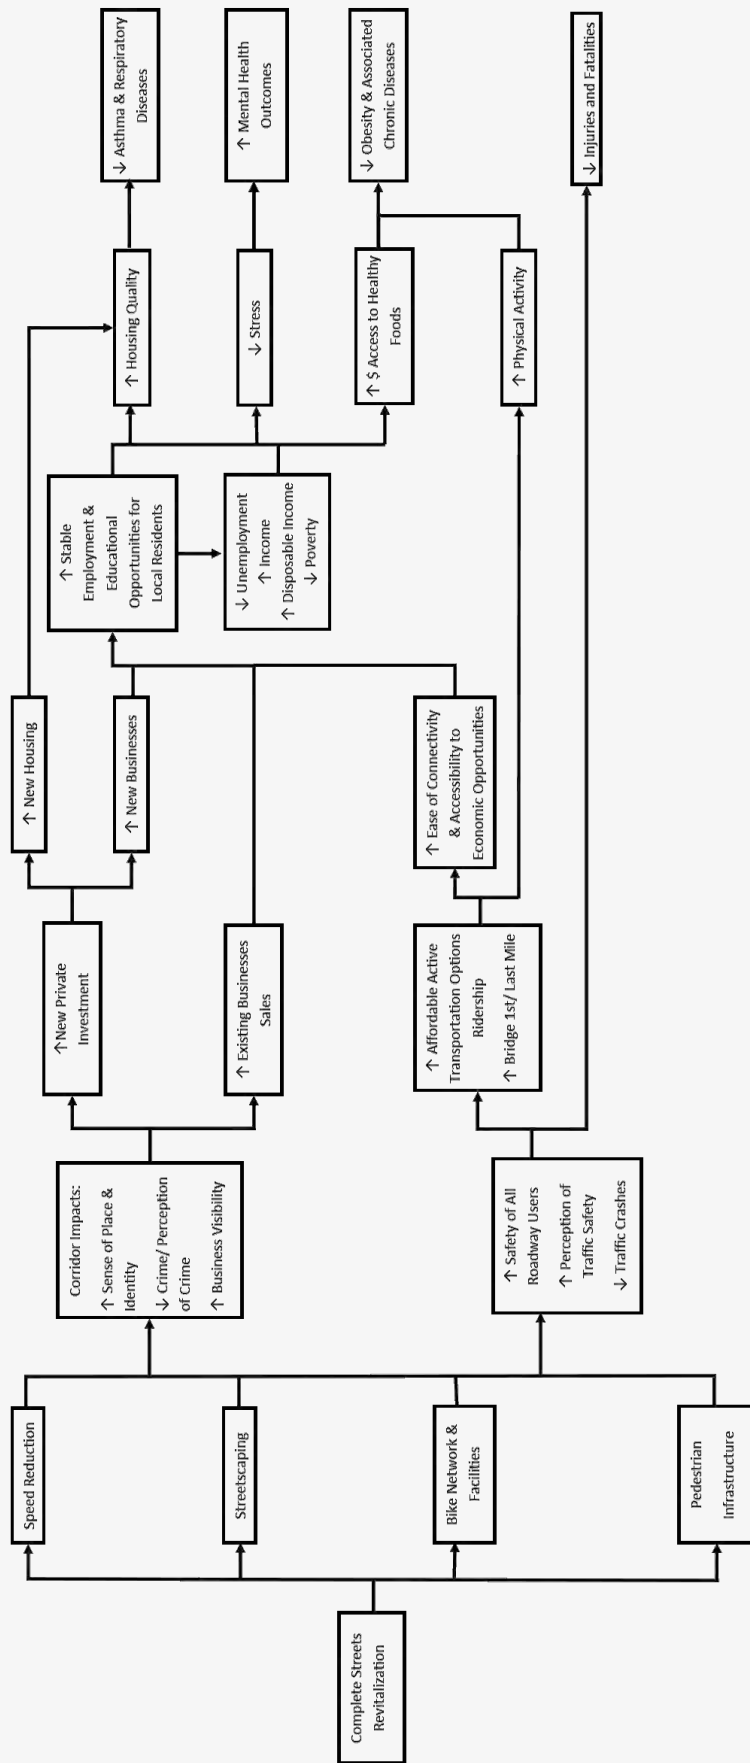 Complete Streets
Revitalization
Speed Reduction
Streetscaping
Bike Network &
Facilities
Pedestrian
Infrastructure
Corridor Impacts:
↑ Sense of Place &
Identity
↓ Crime/ Perception
of Crime
↑ Business Visibility
↑ Safety of All
Roadway Users
↑ Perception of
Traffic Safety
↓ Traffic Crashes
↑New Private
Investment
↑ Existing Businesses
Sales
↑ Affordable Active
Transportation Options
Ridership
↑ Bridge 1st/ Last Mile
↑ New Housing
↑ New Businesses
↑ Ease of Connectivity
& Accessibility to
Economic Opportunities
↑ Stable
Employment &
Educational
Opportunities for
Local Residents
↓ Unemployment
↑ Income
↑ Disposable Income
↓ Poverty
↑ Housing Quality
↓ Stress
↑ $ Access to Healthy
Foods
↑ Physical Activity
↓ Asthma & Respiratory
Diseases
↑ Mental Health
Outcomes
↓ Obesity & Associated
Chronic Diseases
↓ Injuries and Fatalities